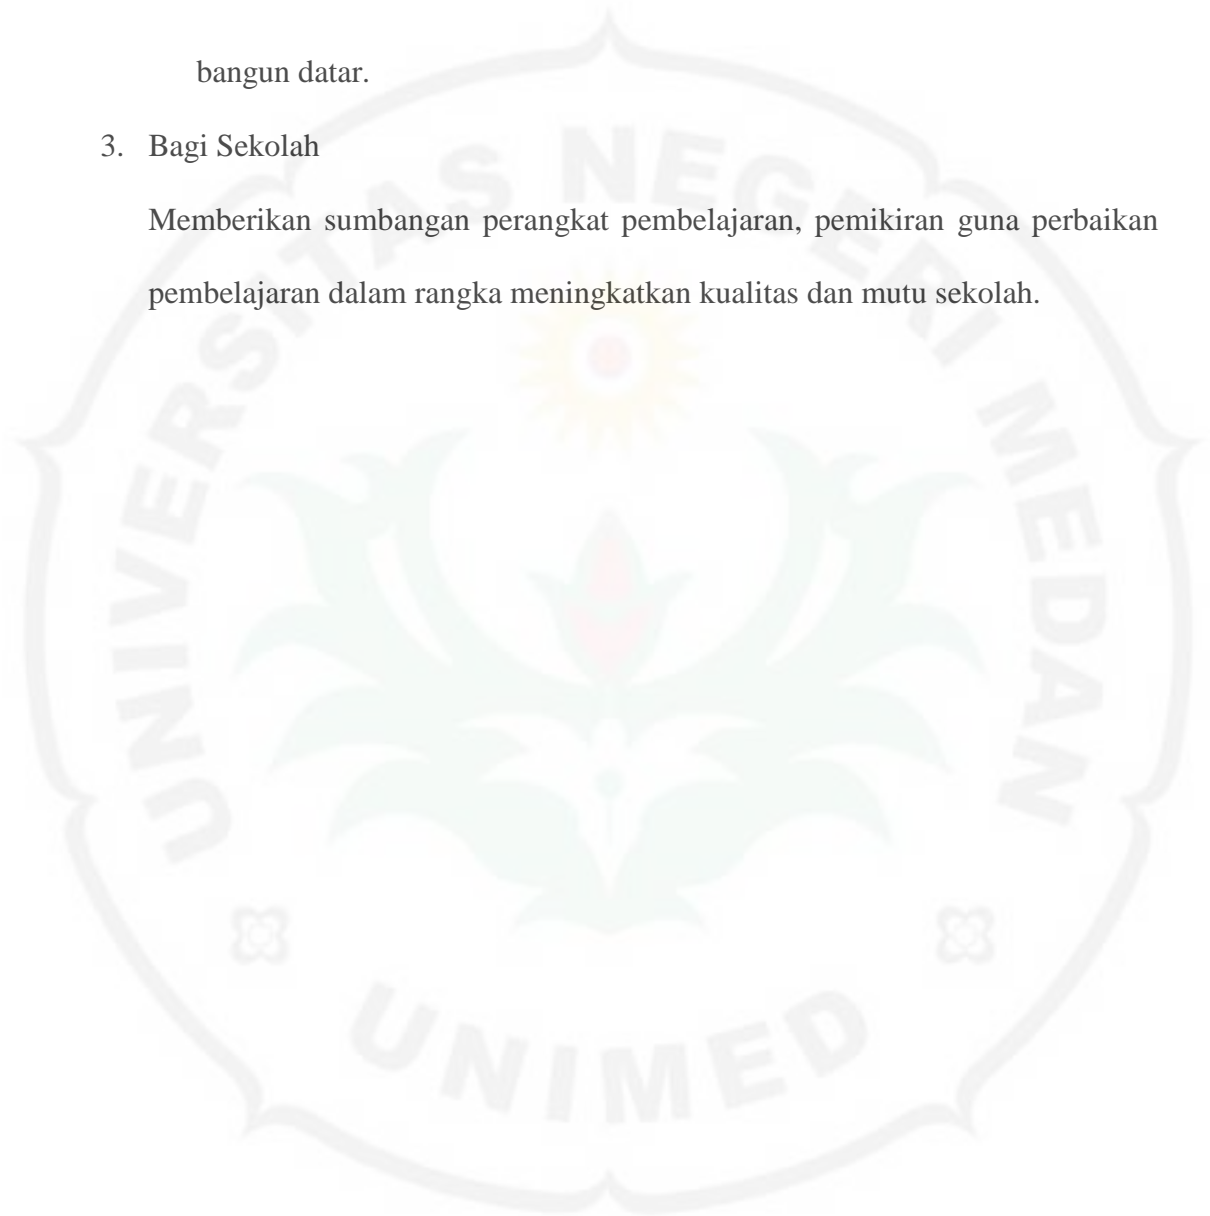 bangun datar.
3. Bagi Sekolah
Memberikan sumbangan perangkat pembelajaran, pemikiran guna perbaikan
pembelajaran dalam rangka meningkatkan kualitas dan mutu sekolah.
UNIVERSITAS NEGERI MEDAN
UNIMED